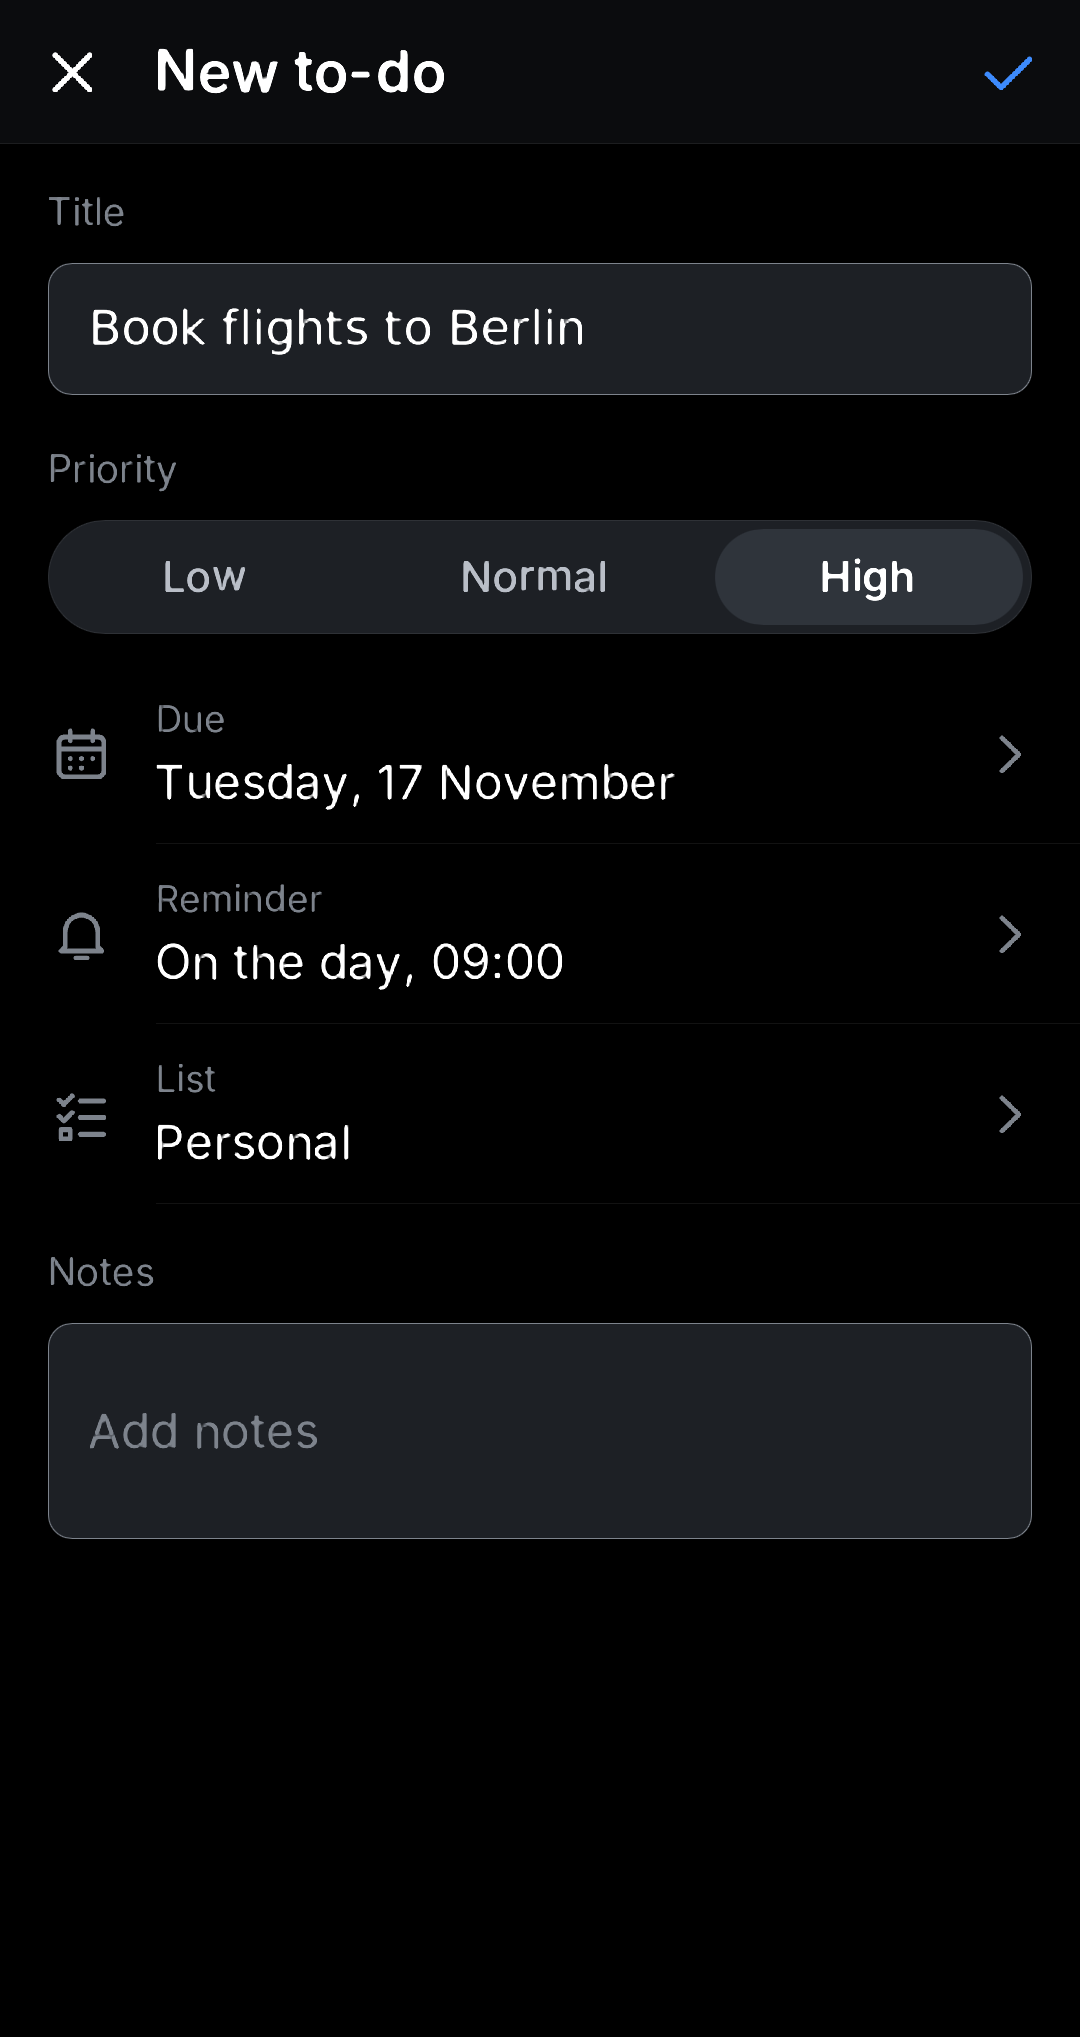 New to-do
Title
Book flights to Berlin
Priority
Low Normal High
Due
Tuesday, 17 November
Reminder
On the day, 09:00
List
Personal
Notes
Add notes